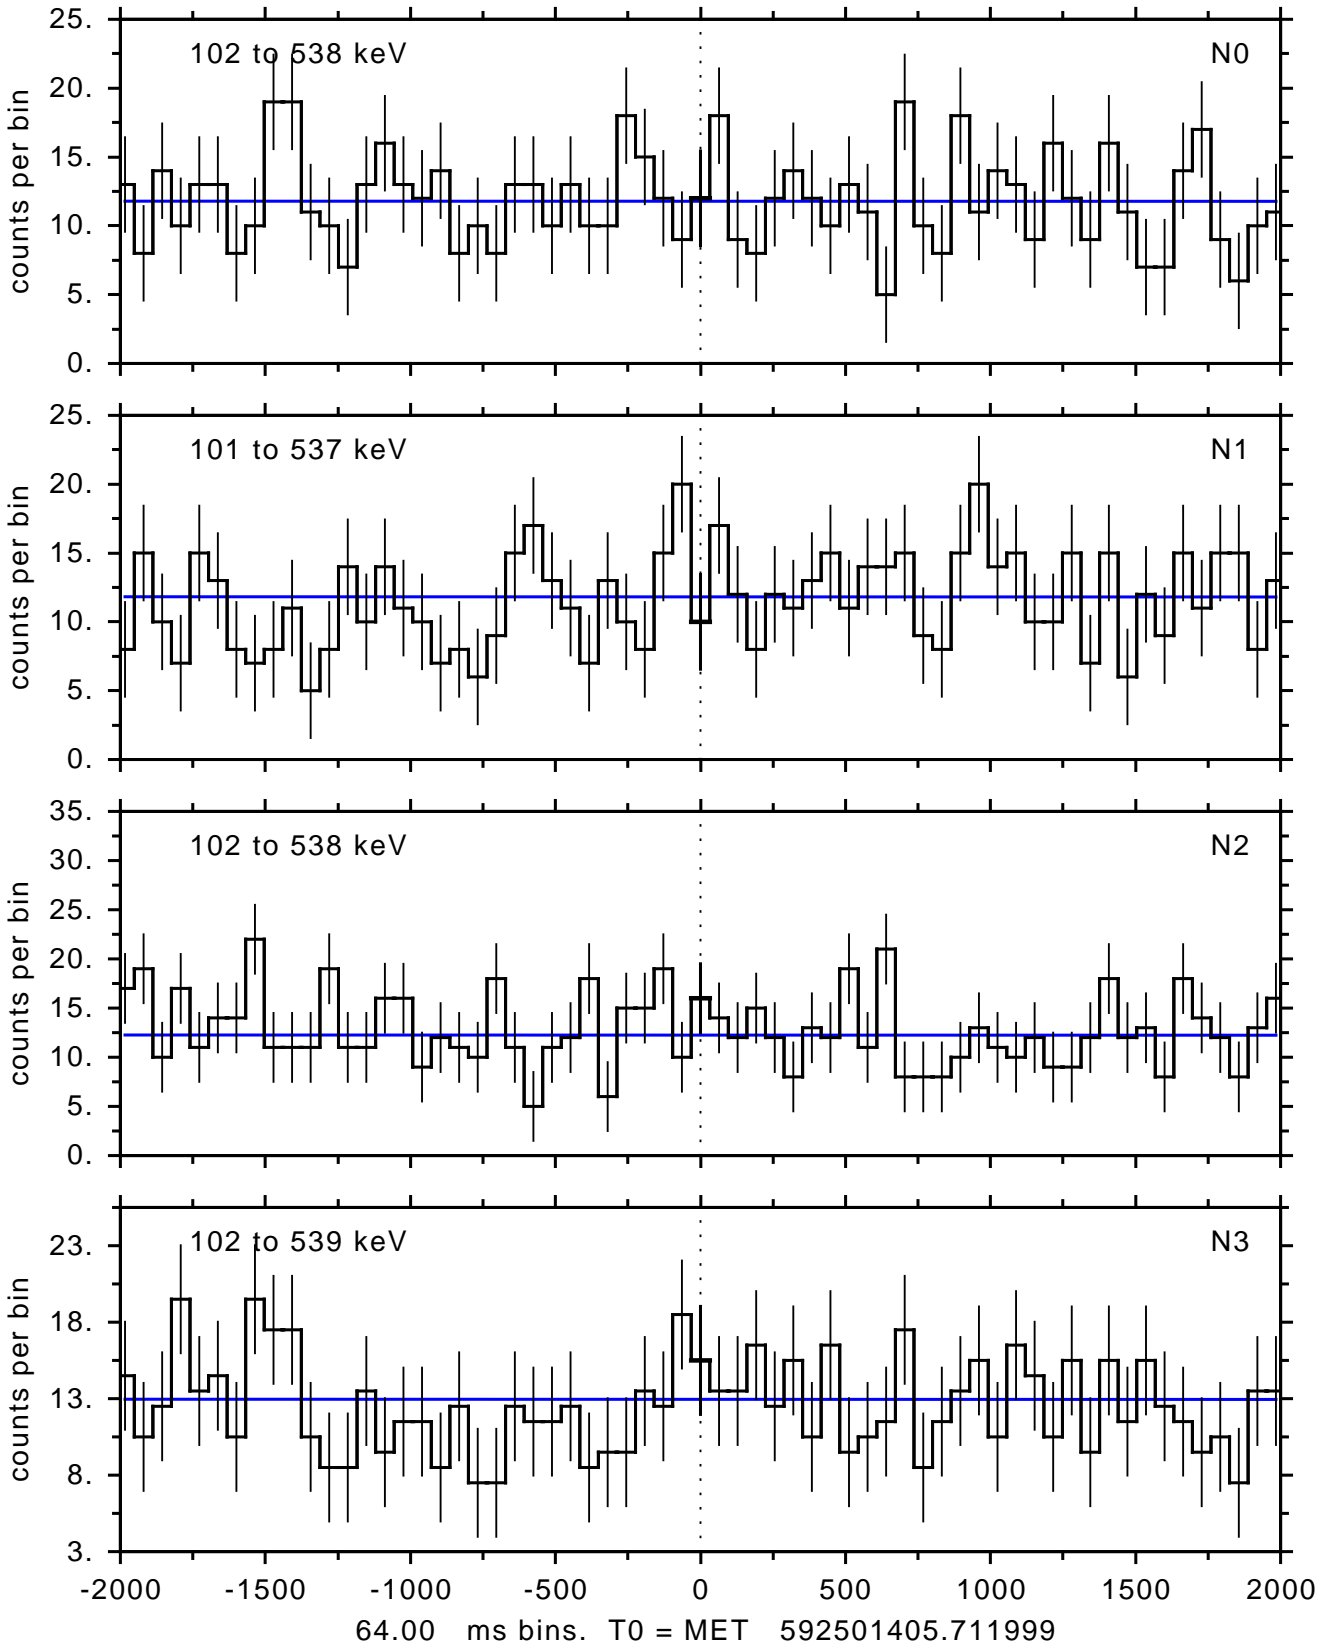 25.
102 to 538 keV N0
20.
15.
10.
5.
0.
counts per bin
25.
101 to 537 keV N1
20.
15.
10.
5.
0.
counts per bin
35.
102 to 538 keV N2
30.
25.
20.
15.
10.
5.
0.
counts per bin
102 to 539 keV N3
23.
18.
13.
8.
3.
counts per bin
-2000 -1500 -1000 -500 0 500 1000 1500 2000
64.00 ms bins. T0 = MET 592501405.711999